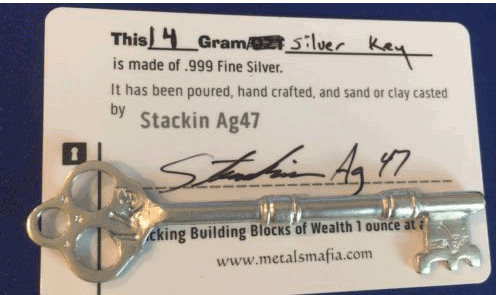 This 14 Gram Silver Key
is made of .999 Fine Silver.
It has been poured, hand crafted, and sand or clay casted
by Stackin Ag47
Stackin Ag 47
cking Building Blocks of Wealth 1 ounce at a
www.metalsmafia.com